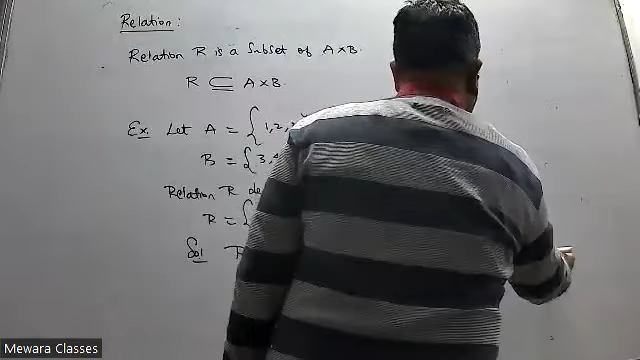 Relation:
Relation R is a subset of A×B.
R ⊆ A×B.
Ex. Let A = {1,2,
B = {3,
Relation R de
R = {
Sol R
Mewara Classes